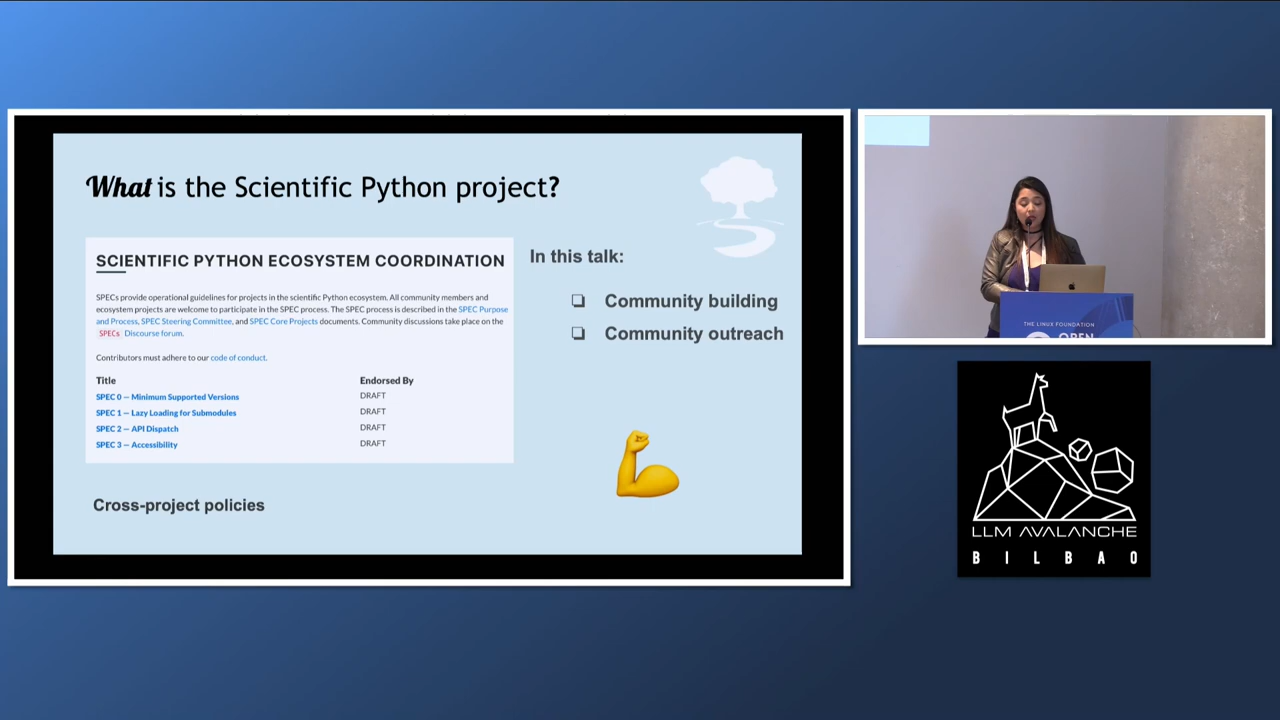 What is the Scientific Python project?
SCIENTIFIC PYTHON ECOSYSTEM COORDINATION
SPECs provide operational guidelines for projects in the scientific Python ecosystem. All community members and
ecosystem projects are welcome to participate in the SPEC process. The SPEC process is described in the SPEC Purpose
and Process, SPEC Steering Committee, and SPEC Core Projects documents. Community discussions take place on the
SPECs Discourse forum.
Contributors must adhere to our code of conduct.
Title Endorsed By
SPEC 0 — Minimum Supported Versions DRAFT
SPEC 1 — Lazy Loading for Submodules DRAFT
SPEC 2 — API Dispatch DRAFT
SPEC 3 — Accessibility DRAFT
Cross-project policies
In this talk:
❏ Community building
❏ Community outreach
THE LINUX FOUNDATION
OPEN
LLM AVALANCHE
BILBAO